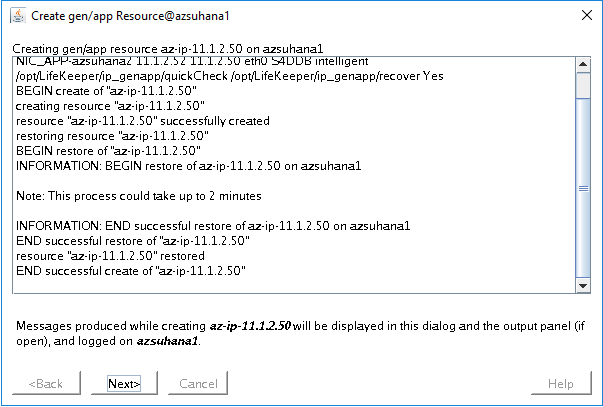 Create gen/app Resource@azsuhana1
Creating gen/app resource az-ip-11.1.2.50 on azsuhana1
NIC_APP-azsuhana2 11.1.2.52 11.1.2.50 eth0 S4DDB intelligent
/opt/LifeKeeper/ip_genapp/quickCheck /opt/LifeKeeper/ip_genapp/recover Yes
BEGIN create of "az-ip-11.1.2.50"
creating resource "az-ip-11.1.2.50"
resource "az-ip-11.1.2.50" successfully created
restoring resource "az-ip-11.1.2.50"
BEGIN restore of "az-ip-11.1.2.50"
INFORMATION: BEGIN restore of az-ip-11.1.2.50 on azsuhana1
Note: This process could take up to 2 minutes
INFORMATION: END successful restore of az-ip-11.1.2.50 on azsuhana1
END successful restore of "az-ip-11.1.2.50"
resource "az-ip-11.1.2.50" restored
END successful create of "az-ip-11.1.2.50"
Messages produced while creating az-ip-11.1.2.50 will be displayed in this dialog and the output panel (if
open), and logged on azsuhana1.
<Back Next> Cancel Help